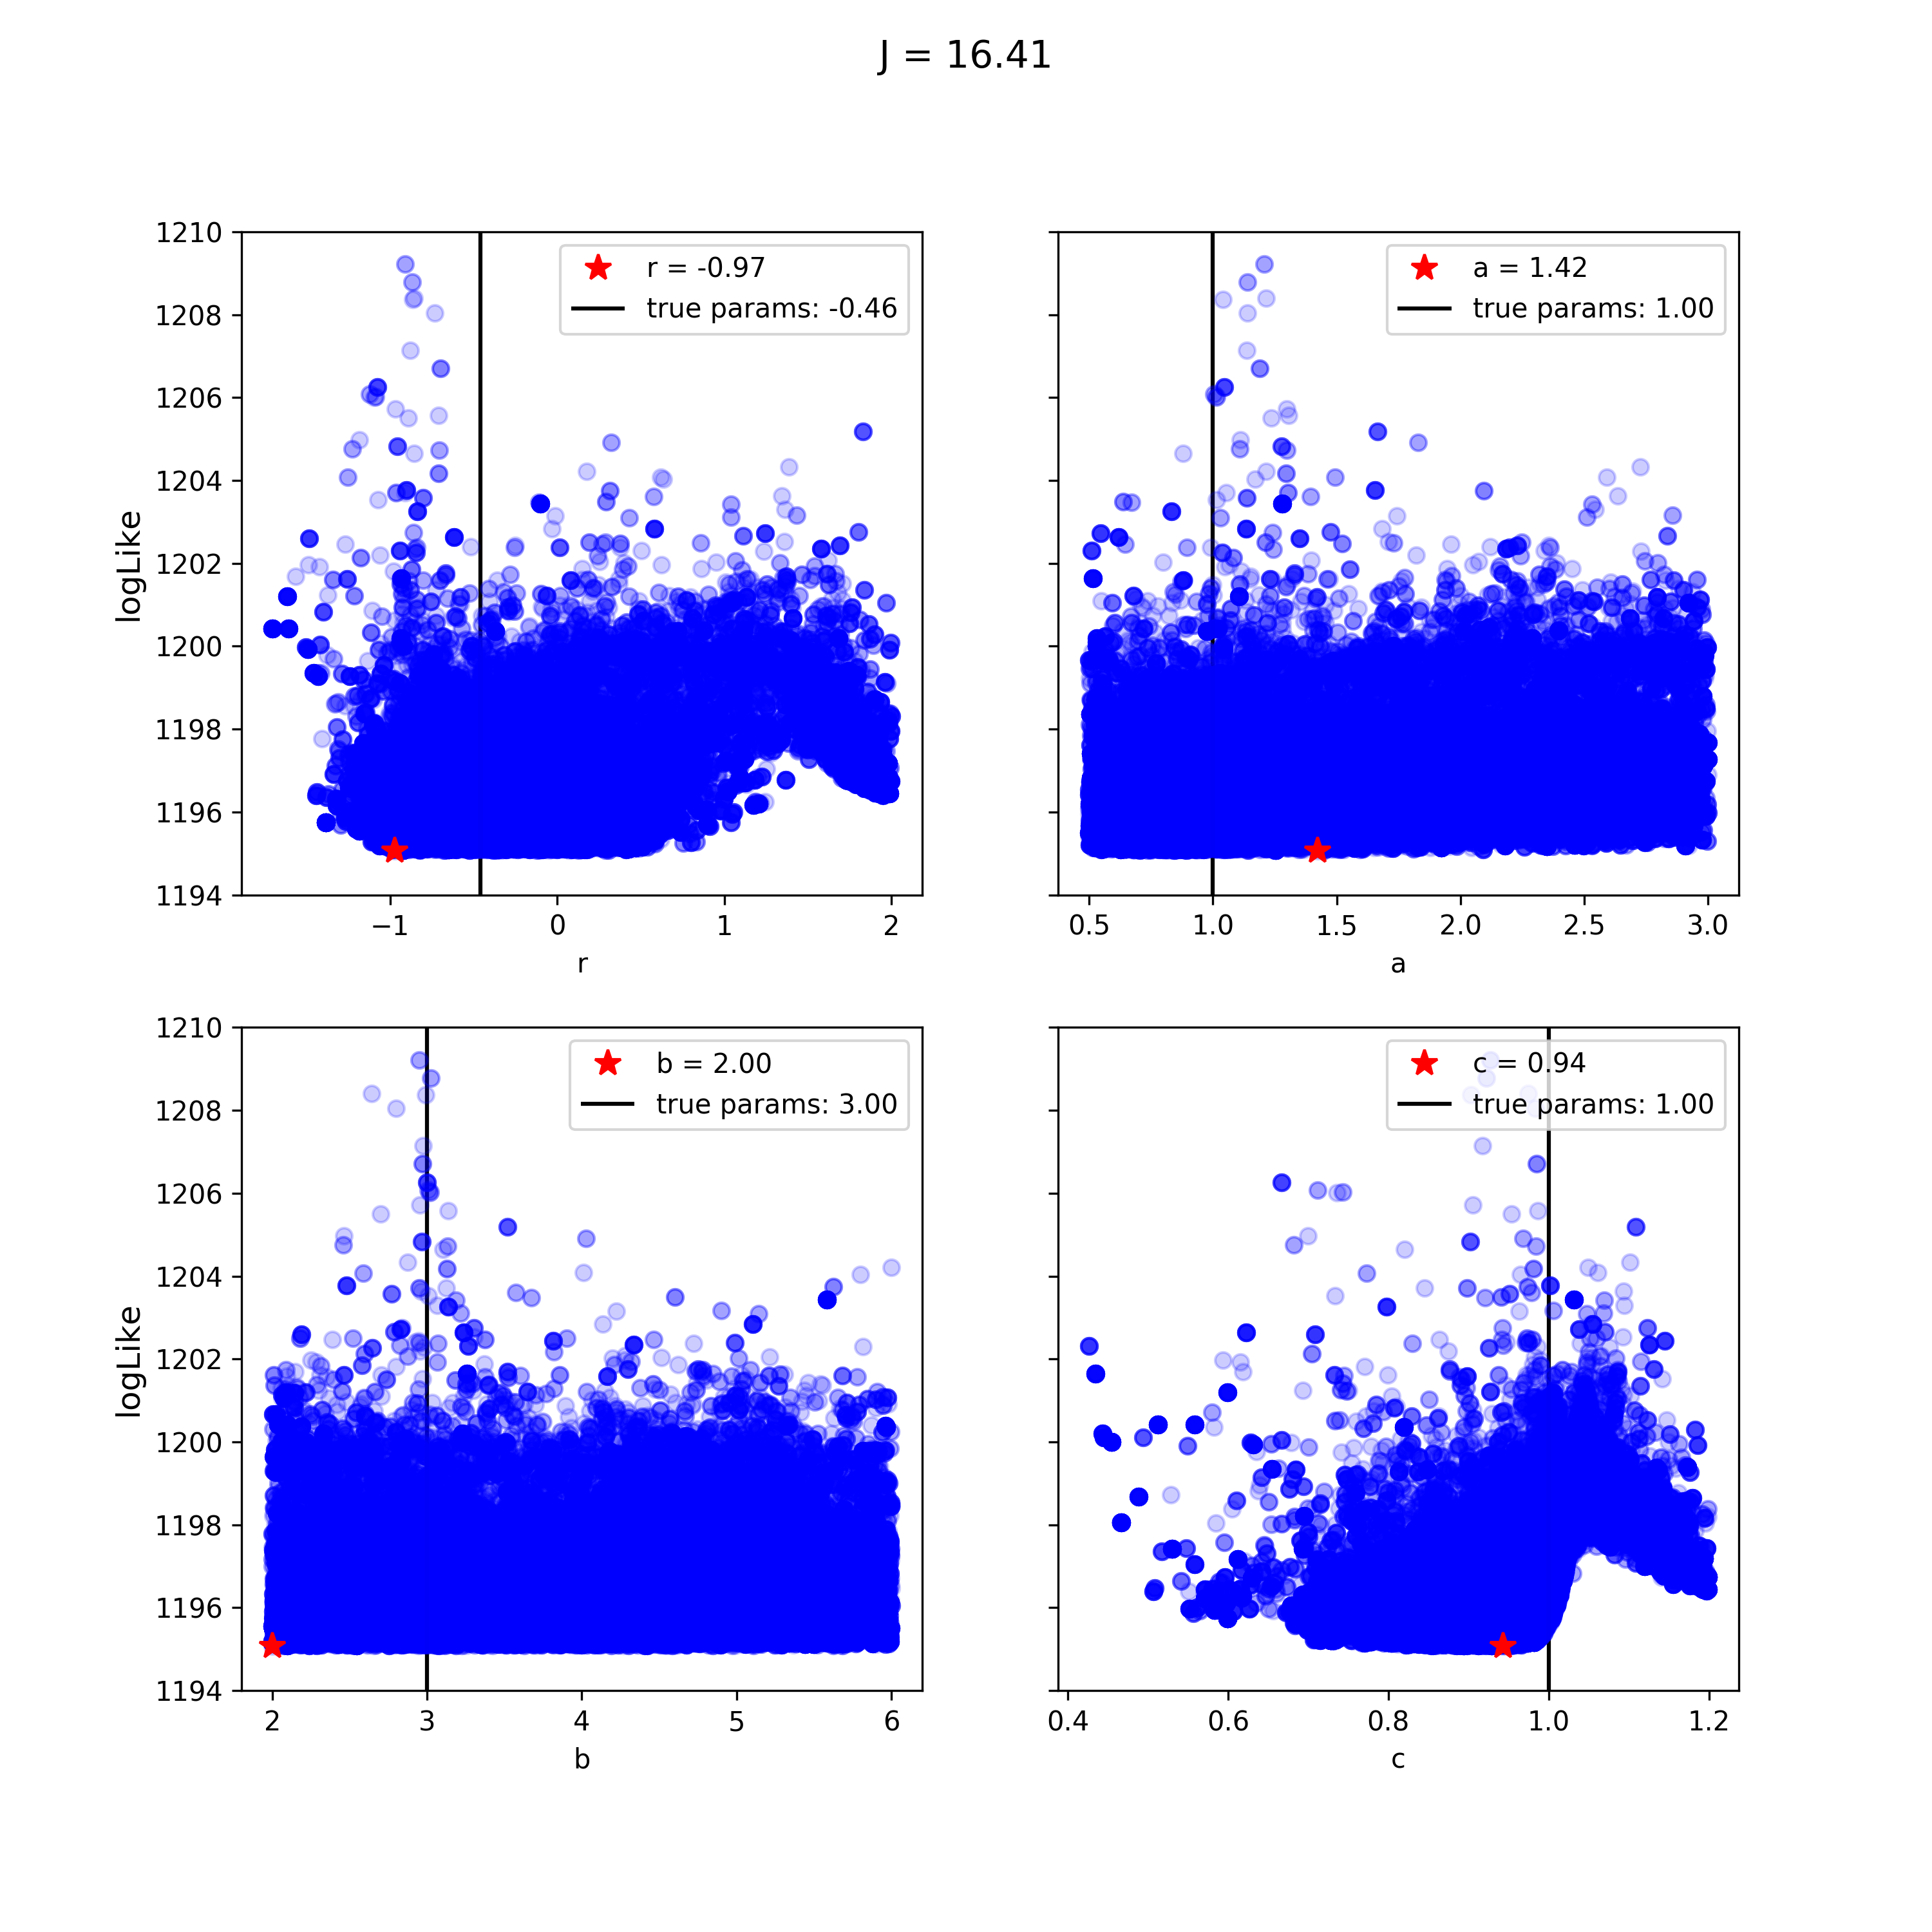 J = 16.41
1210
1208
1206
1204
1202
1200
1198
1196
1194
logLike
r = -0.97
true params: -0.46
−1
0
1
2
r
a = 1.42
true params: 1.00
0.5
1.0
1.5
2.0
2.5
3.0
a
1210
1208
1206
1204
1202
1200
1198
1196
1194
logLike
b = 2.00
true params: 3.00
2
3
4
5
6
b
c = 0.94
true params: 1.00
0.4
0.6
0.8
1.0
1.2
c